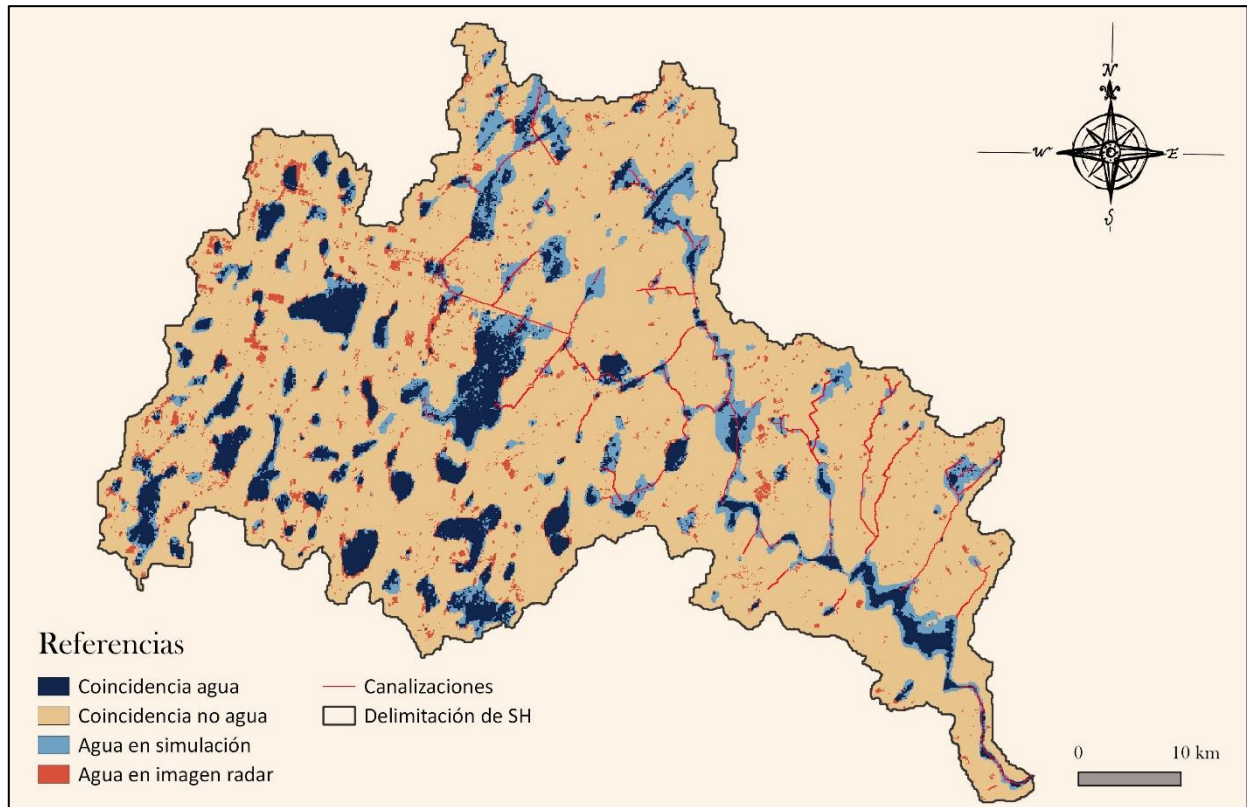 N
W
E
S
Referencias
Coincidencia agua
Coincidencia no agua
Agua en simulación
Agua en imagen radar
Canalizaciones
Delimitación de SH
0 10 km